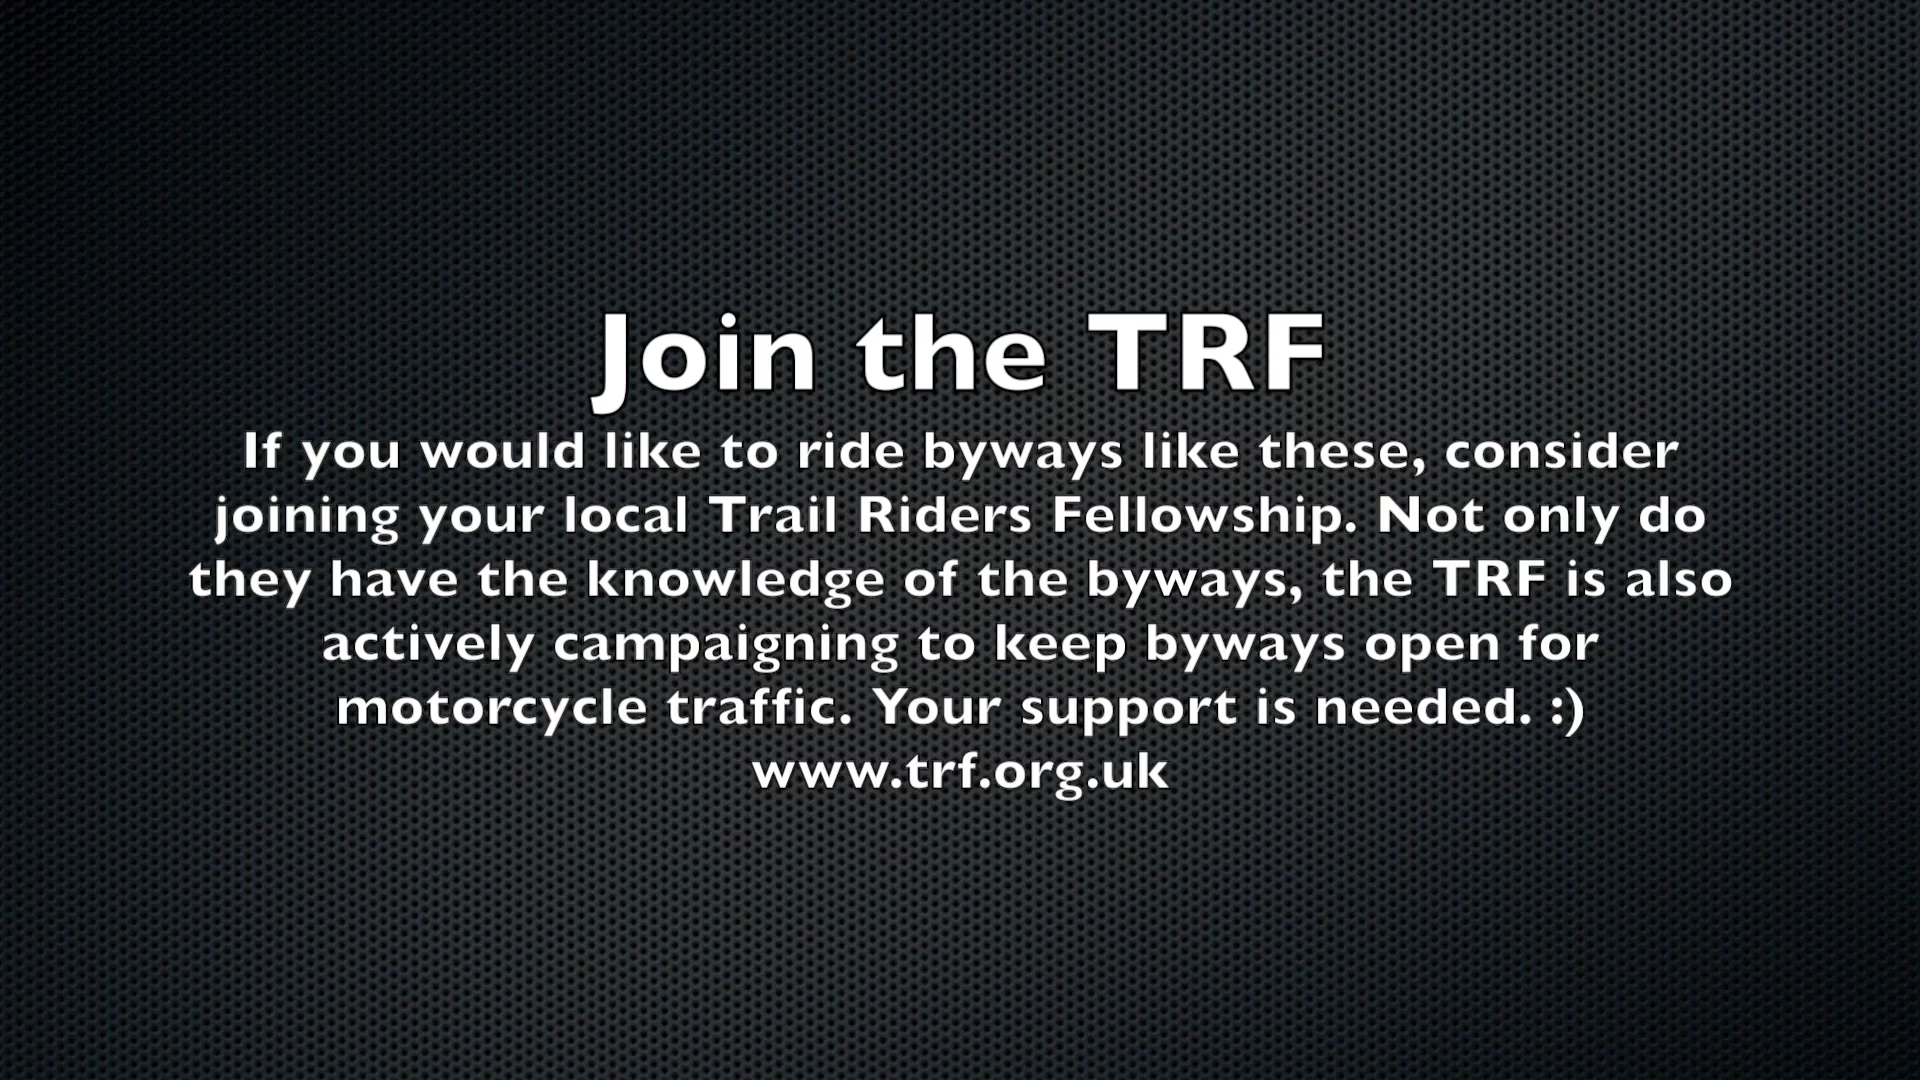 Join the TRF
If you would like to ride byways like these, consider
joining your local Trail Riders Fellowship. Not only do
they have the knowledge of the byways, the TRF is also
actively campaigning to keep byways open for
motorcycle traffic. Your support is needed. :)
www.trf.org.uk